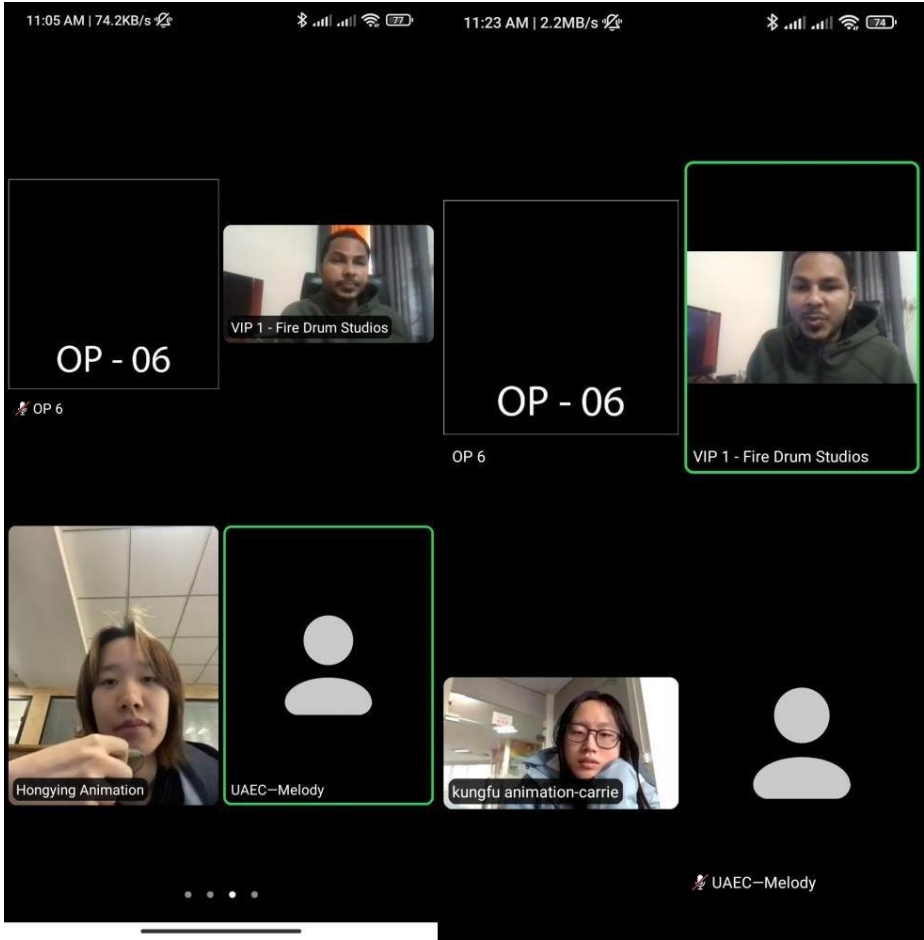 11:05 AM | 74.2KB/s
77
OP - 06
OP 6
VIP 1 - Fire Drum Studios
Hongying Animation
UAEC—Melody
11:23 AM | 2.2MB/s
74
OP - 06
OP 6
VIP 1 - Fire Drum Studios
kungfu animation-carrie
UAEC—Melody